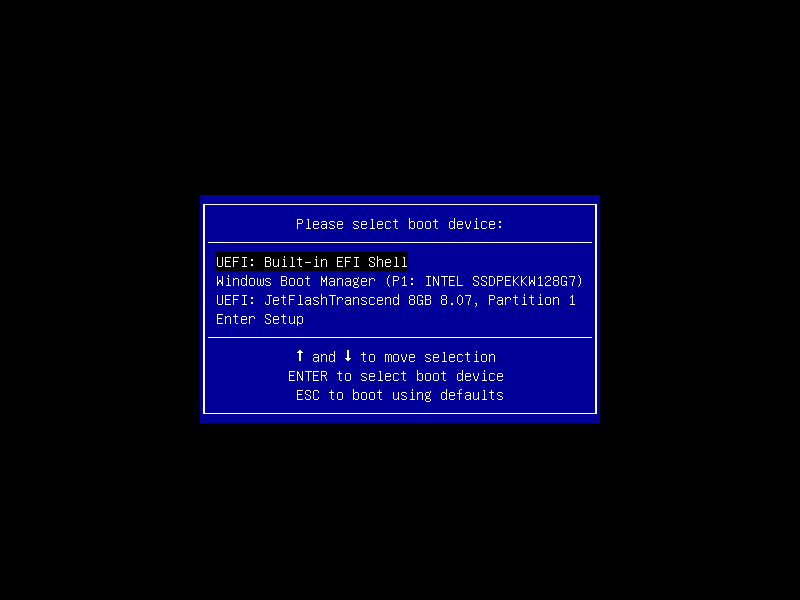 Please select boot device:
UEFI: Built-in EFI Shell
Windows Boot Manager (P1: INTEL SSDPEKKW128G7)
UEFI: JetFlashTranscend 8GB 8.07, Partition 1
Enter Setup
↑ and ↓ to move selection
ENTER to select boot device
ESC to boot using defaults